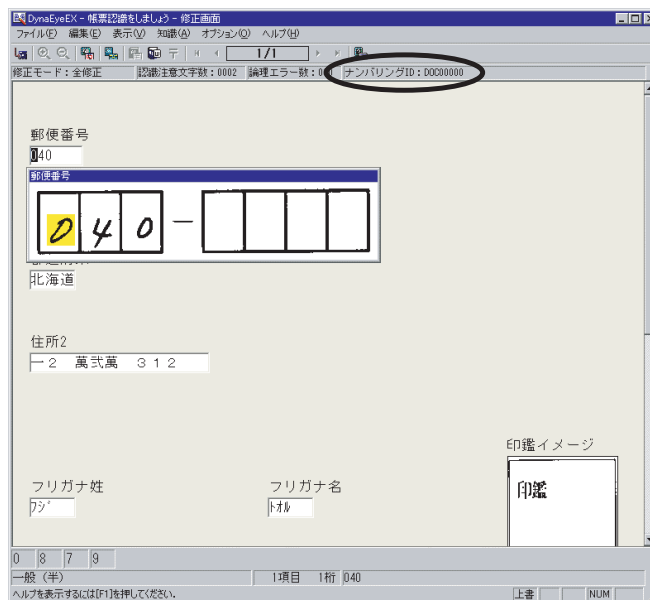 DynaEyeEX - 帳票認識をしましょう - 修正画面
ファイル(F) 編集(E) 表示(V) 知識(A) オプション(O) ヘルプ(H)
1/1
修正モード：全修正 認識注意文字数：0002 論理エラー数：0 ナンバリングID：DOC00000
郵便番号
040
郵便番号
040-
北海道
住所2
一２ 萬弐萬 ３１２
印鑑イメージ
印鑑
フリガナ姓 フリガナ名
フジ トオル
0 8 7 9
一般（半） 1項目 1桁 040
ヘルプを表示するには[F1]を押してください。 上書 NUM